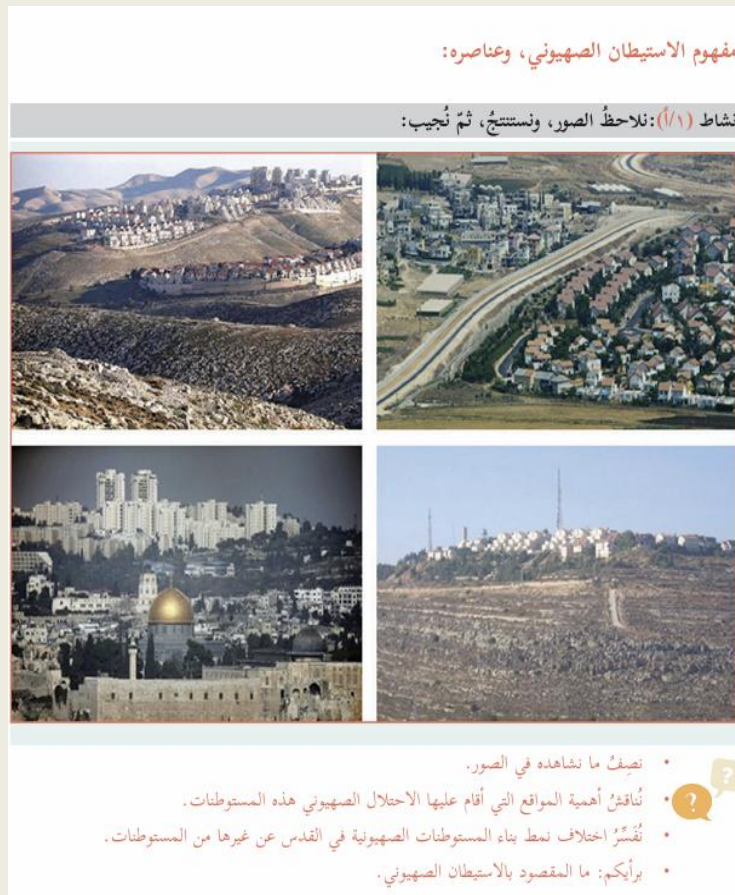 مفهوم الاستيطان الصهيوني، وعناصره:
نشاط (١/أ): نلاحظُ الصور، ونستنتجُ، ثمّ نُجيب:
• نصِفُ ما نشاهده في الصور.
• نُناقشُ أهمية المواقع التي أقام عليها الاحتلال الصهيوني هذه المستوطنات.
• نُفَسِّرُ اختلاف نمط بناء المستوطنات الصهيونية في القدس عن غيرها من المستوطنات.
• برأيكم: ما المقصود بالاستيطان الصهيوني.